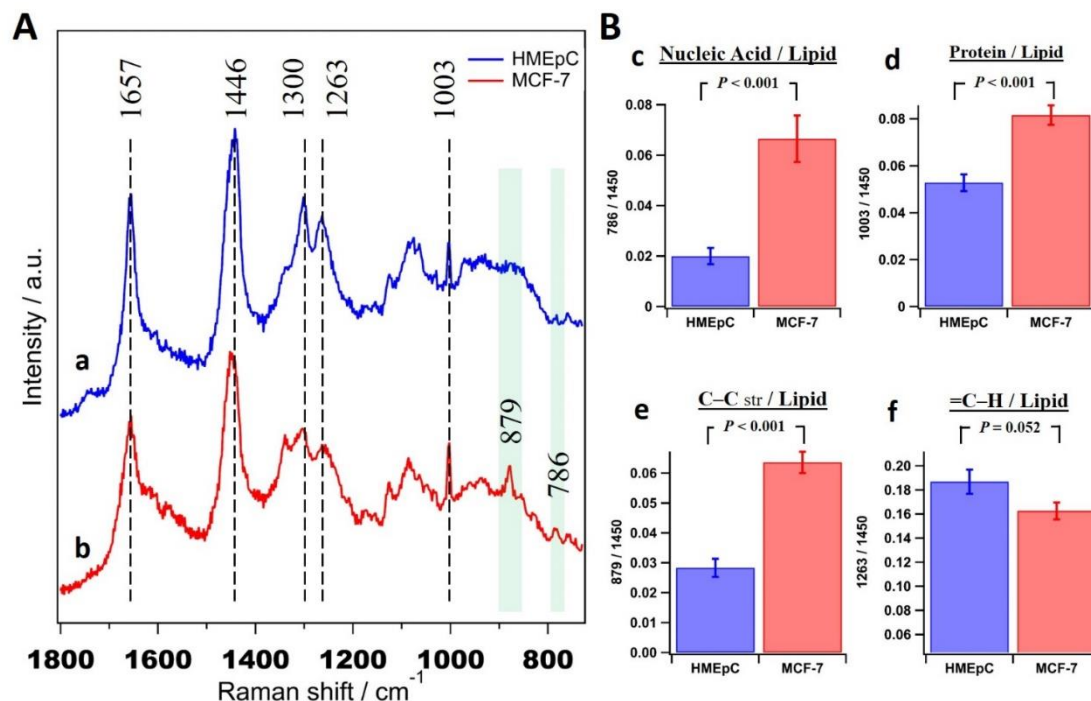 A
1657
1446
1300
1263
1003
HMEpC
MCF-7
879
786
a
b
Intensity / a.u.
1800 1600 1400 1200 1000 800
Raman shift / cm⁻¹
B
c
Nucleic Acid / Lipid
P < 0.001
0.08
0.06
0.04
0.02
0
786 / 1450
HMEpC MCF-7
d
Protein / Lipid
P < 0.001
0.08
0.06
0.04
0.02
0
1003 / 1450
HMEpC MCF-7
e
C–C str / Lipid
P < 0.001
0.06
0.05
0.04
0.03
0.02
0.01
0.00
879 / 1450
HMEpC MCF-7
f
=C–H / Lipid
P = 0.052
0.20
0.18
0.16
0.14
0.12
0.10
0.08
0.06
1263 / 1450
HMEpC MCF-7